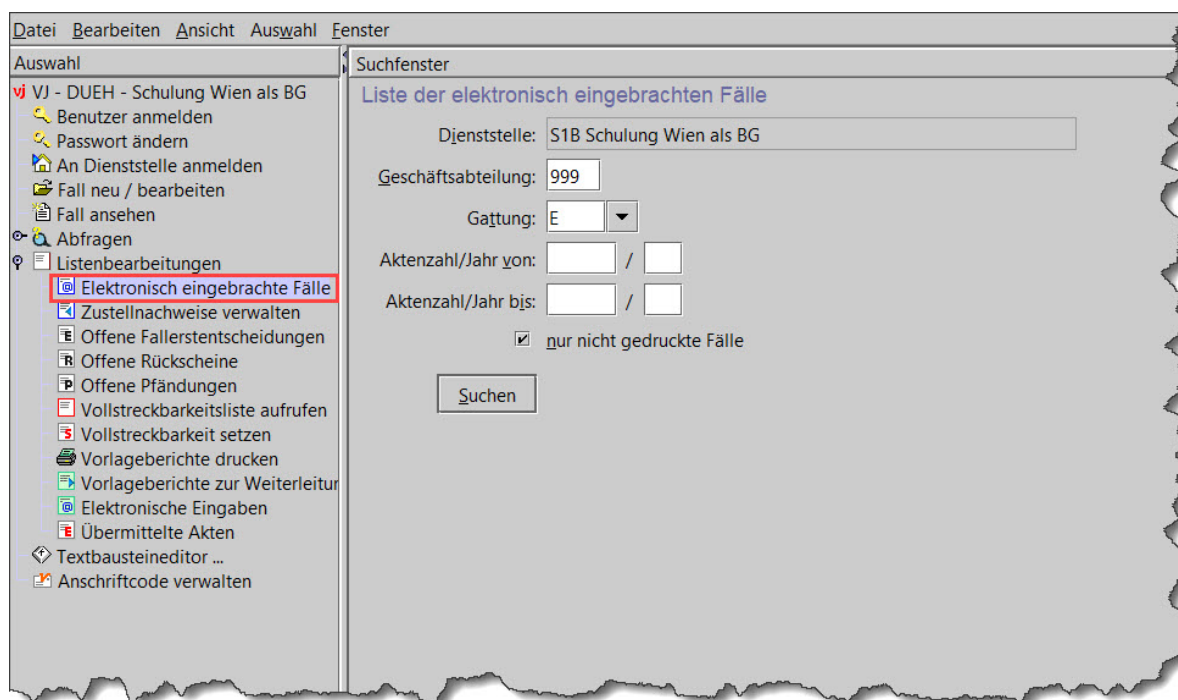 Datei Bearbeiten Ansicht Auswahl Fenster
Auswahl
vj VJ - DUEH - Schulung Wien als BG
Benutzer anmelden
Passwort ändern
An Dienststelle anmelden
Fall neu / bearbeiten
Fall ansehen
Abfragen
Listenbearbeitungen
Elektronisch eingebrachte Fälle
Zustellnachweise verwalten
E Offene Fallerstentscheidungen
R Offene Rückscheine
P Offene Pfändungen
Vollstreckbarkeitsliste aufrufen
S Vollstreckbarkeit setzen
Vorlageberichte drucken
Vorlageberichte zur Weiterleitur
Elektronische Eingaben
E Übermittelte Akten
Textbausteineditor ...
Anschriftcode verwalten
Suchfenster
Liste der elektronisch eingebrachten Fälle
Dienststelle: S1B Schulung Wien als BG
Geschäftsabteilung: 999
Gattung: E
Aktenzahl/Jahr von: /
Aktenzahl/Jahr bis: /
nur nicht gedruckte Fälle
Suchen